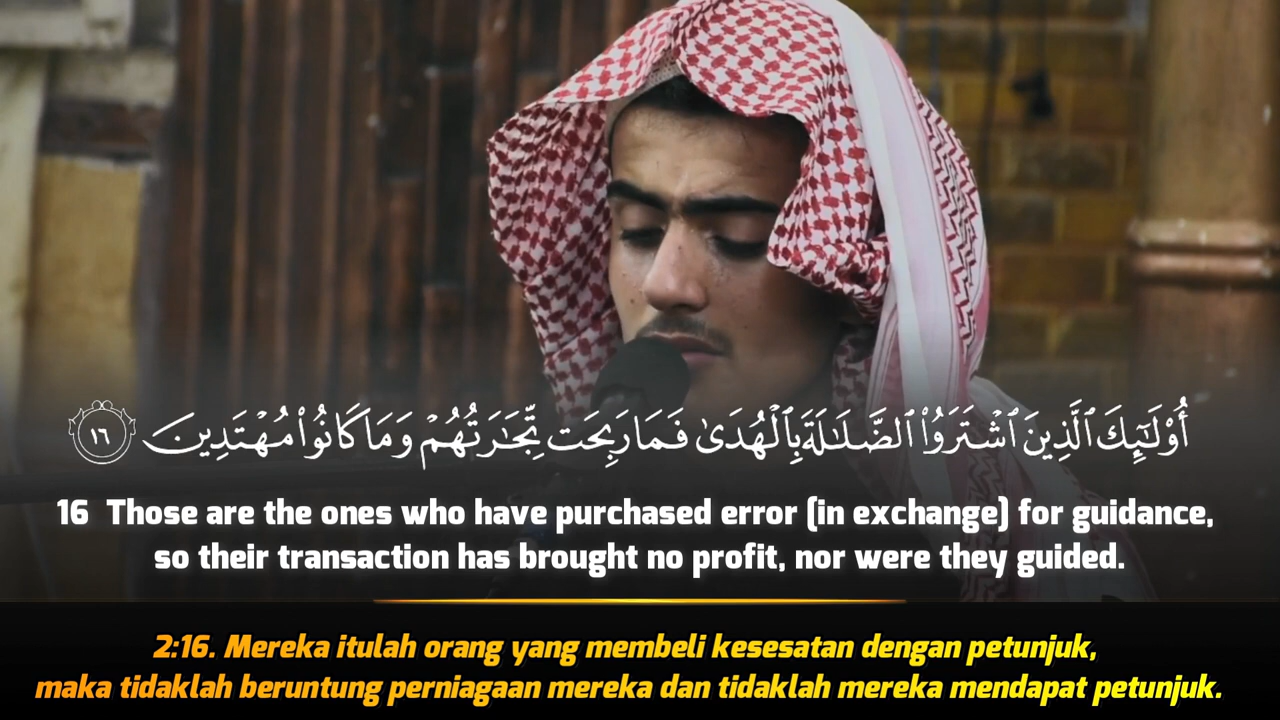 أُو۟لَـٰٓئِكَ ٱلَّذِينَ ٱشْتَرَوُا۟ ٱلضَّلَـٰلَةَ بِٱلْهُدَىٰ فَمَا رَبِحَت تِّجَـٰرَتُهُمْ وَمَا كَانُوا۟ مُهْتَدِينَ ١٦
16 Those are the ones who have purchased error (in exchange) for guidance,
so their transaction has brought no profit, nor were they guided.
2:16. Mereka itulah orang yang membeli kesesatan dengan petunjuk,
maka tidaklah beruntung perniagaan mereka dan tidaklah mereka mendapat petunjuk.